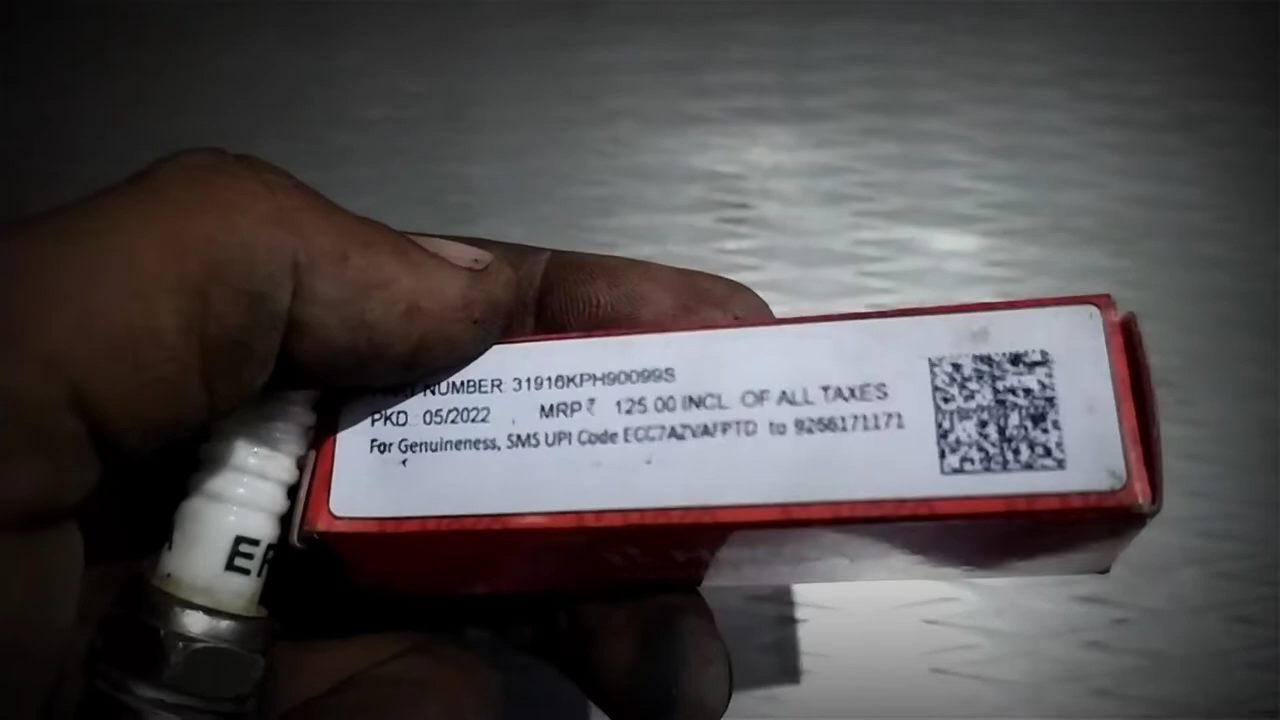 NUMBER: 31916KPH90099S
PKD : 05/2022 , MRP₹ 125.00 INCL. OF ALL TAXES
For Genuineness, SMS UPI Code to 9266171171